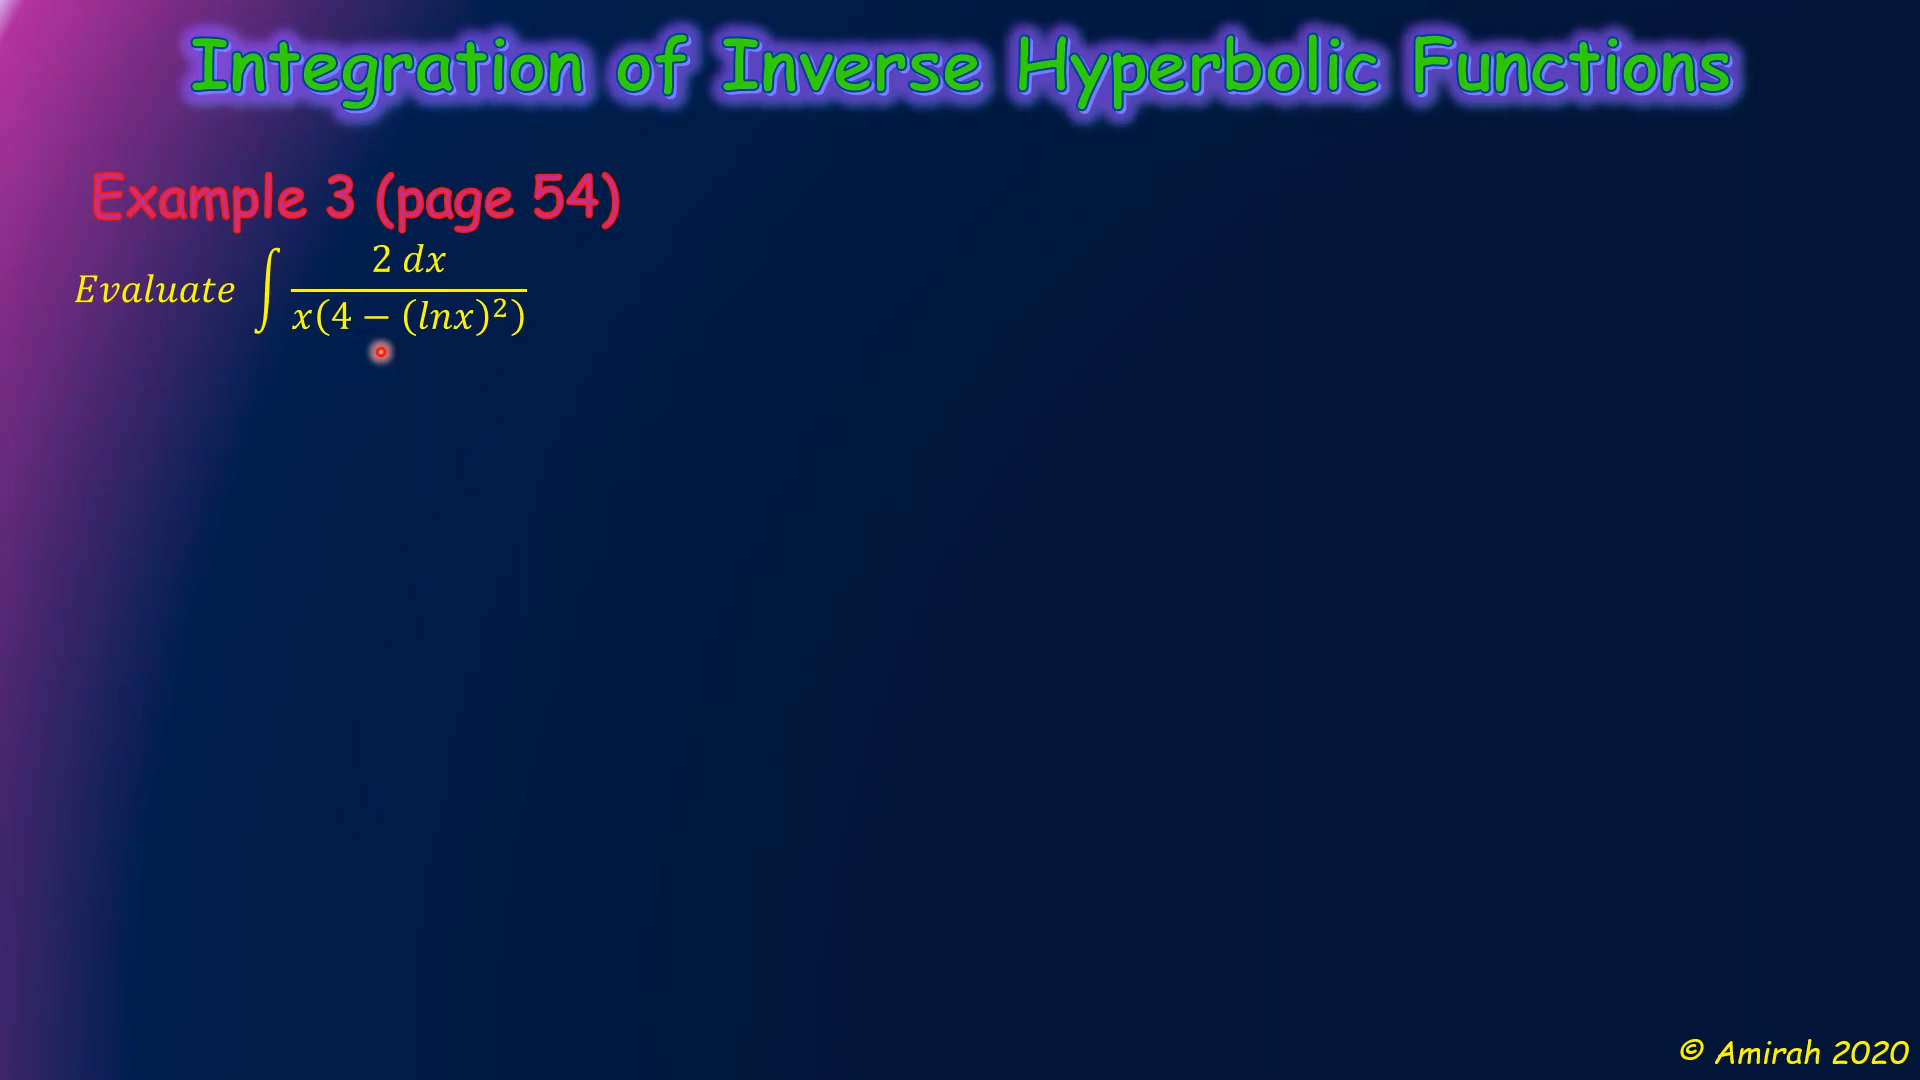 Integration of Inverse Hyperbolic Functions
Example 3 (page 54)
Evaluate ∫ 2 dx / x(4 − (lnx)²)
© Amirah 2020